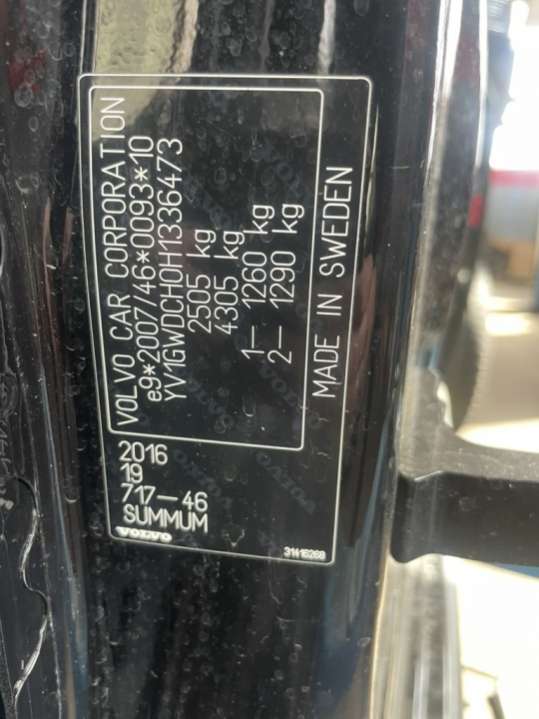 VOLVO CAR CORPORATION
e9*2007/46*0093*10
YV1GWDCH0H1336473
2505 kg
4305 kg
1– 1260 kg
2– 1290 kg
MADE IN SWEDEN
2016
19
717–46
SUMMUM
VOLVO
31416268